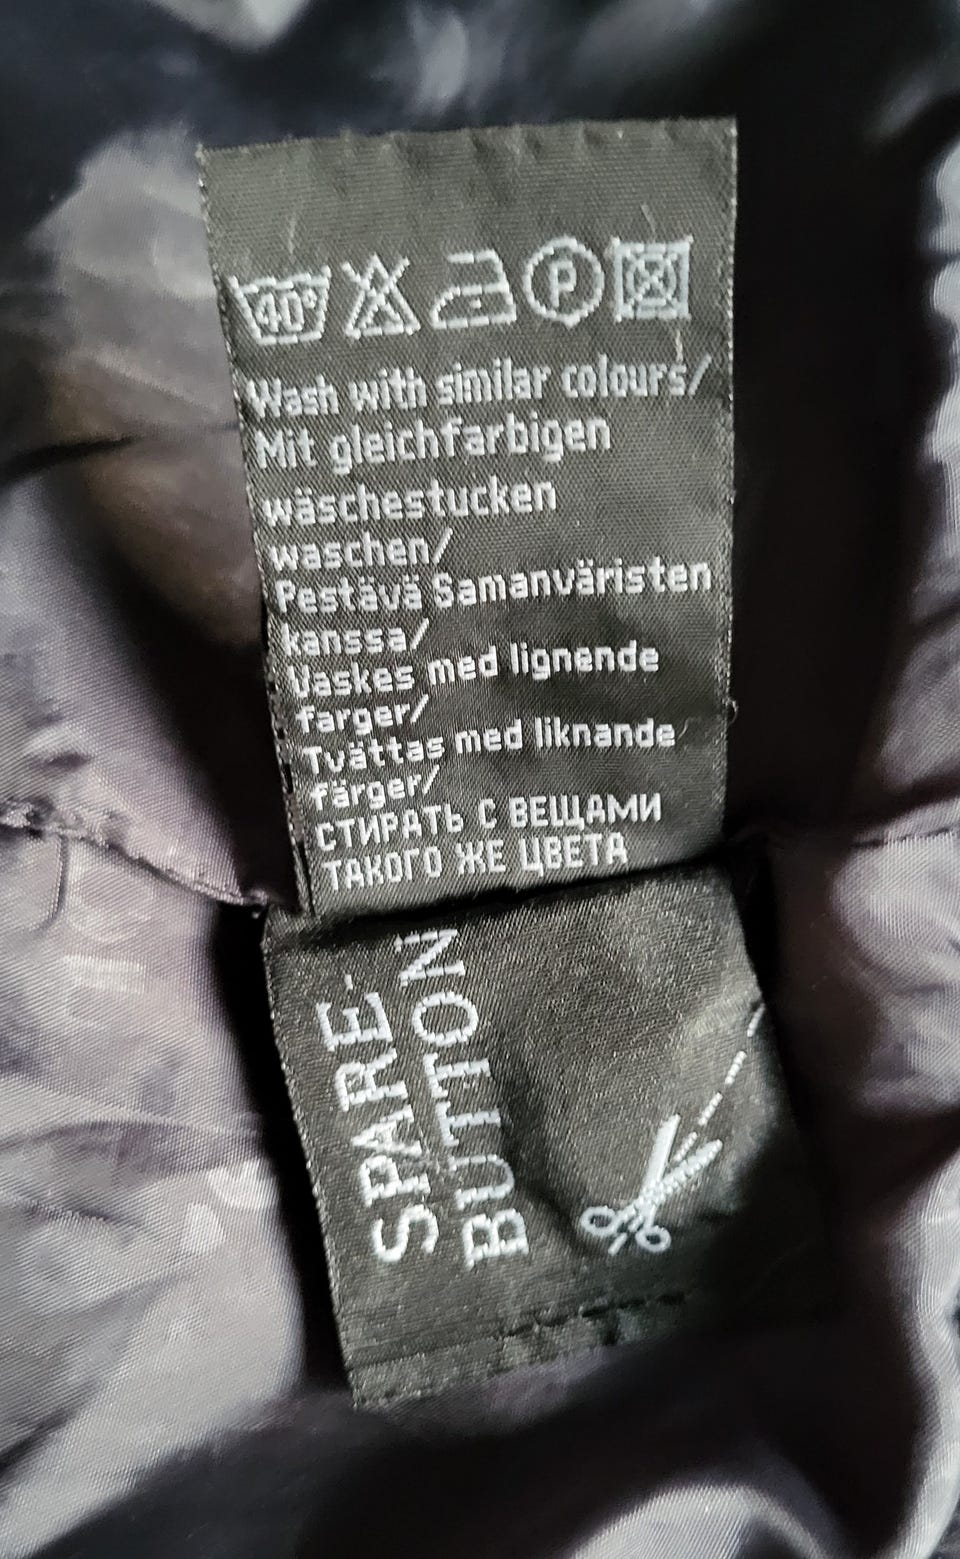 40°
P
Wash with similar colours/
Mit gleichfarbigen
wäschestucken
waschen/
Pestävä Samanväristen
kanssa/
Vaskes med lignende
farger/
Tvättas med liknande
färger/
СТИРАТЬ С ВЕЩАМИ
ТАКОГО ЖЕ ЦВЕТА
SPARE-
BUTTON